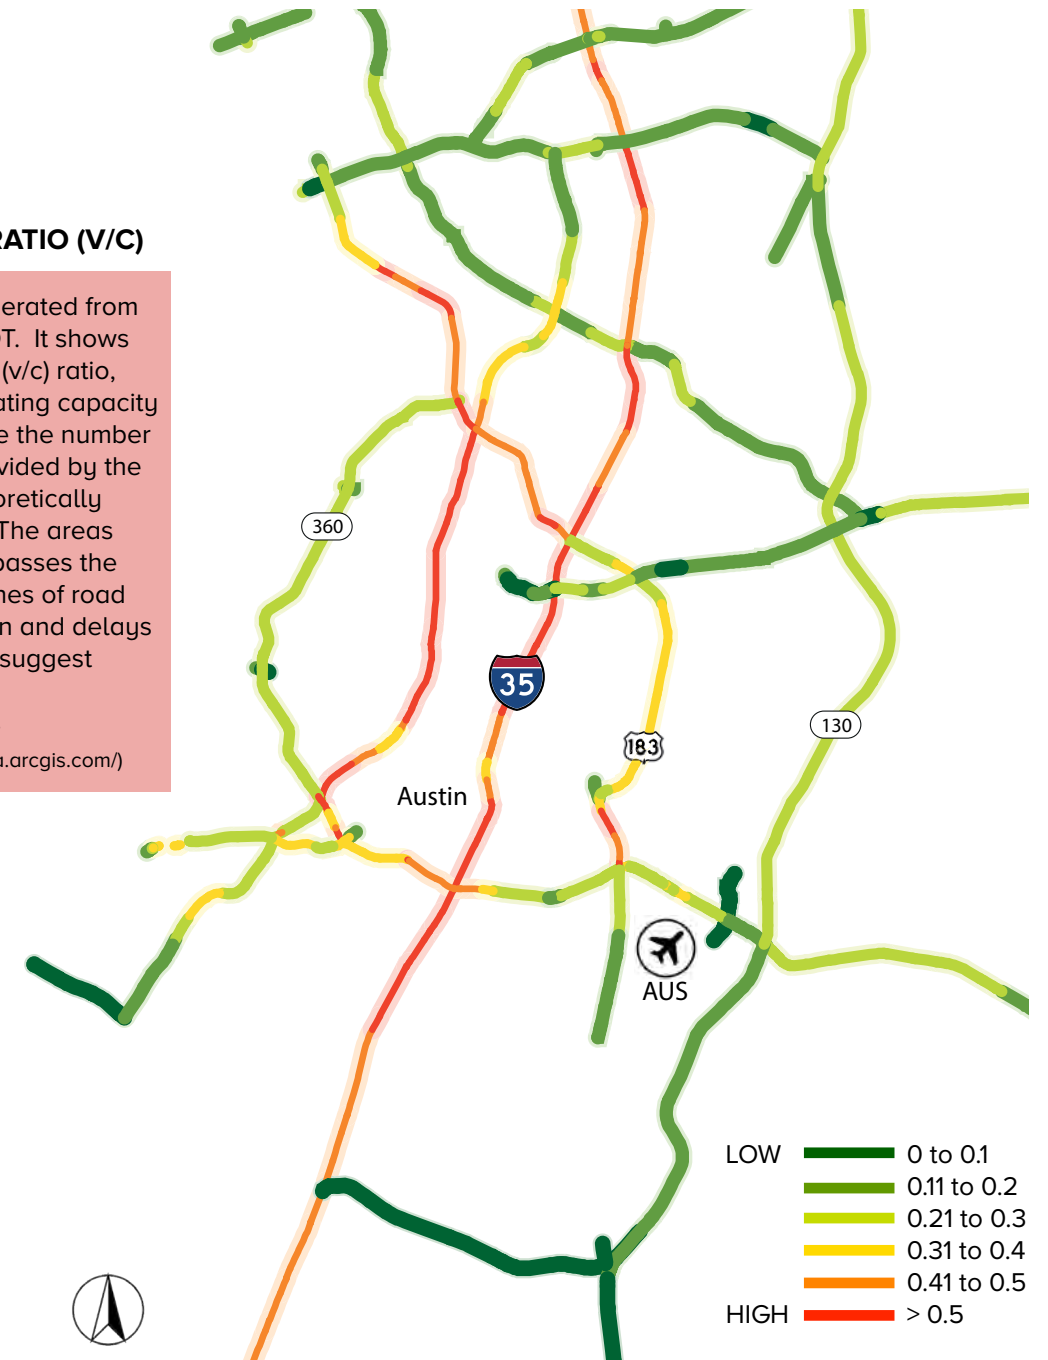 RATIO (V/C)
erated from
It shows
(v/c) ratio,
ating capacity
the number
vided by the
oretically
The areas
passes the
nes of road
n and delays
suggest
a.arcgis.com/)
360
35
183
130
Austin
AUS
LOW 0 to 0.1
0.11 to 0.2
0.21 to 0.3
0.31 to 0.4
0.41 to 0.5
HIGH > 0.5